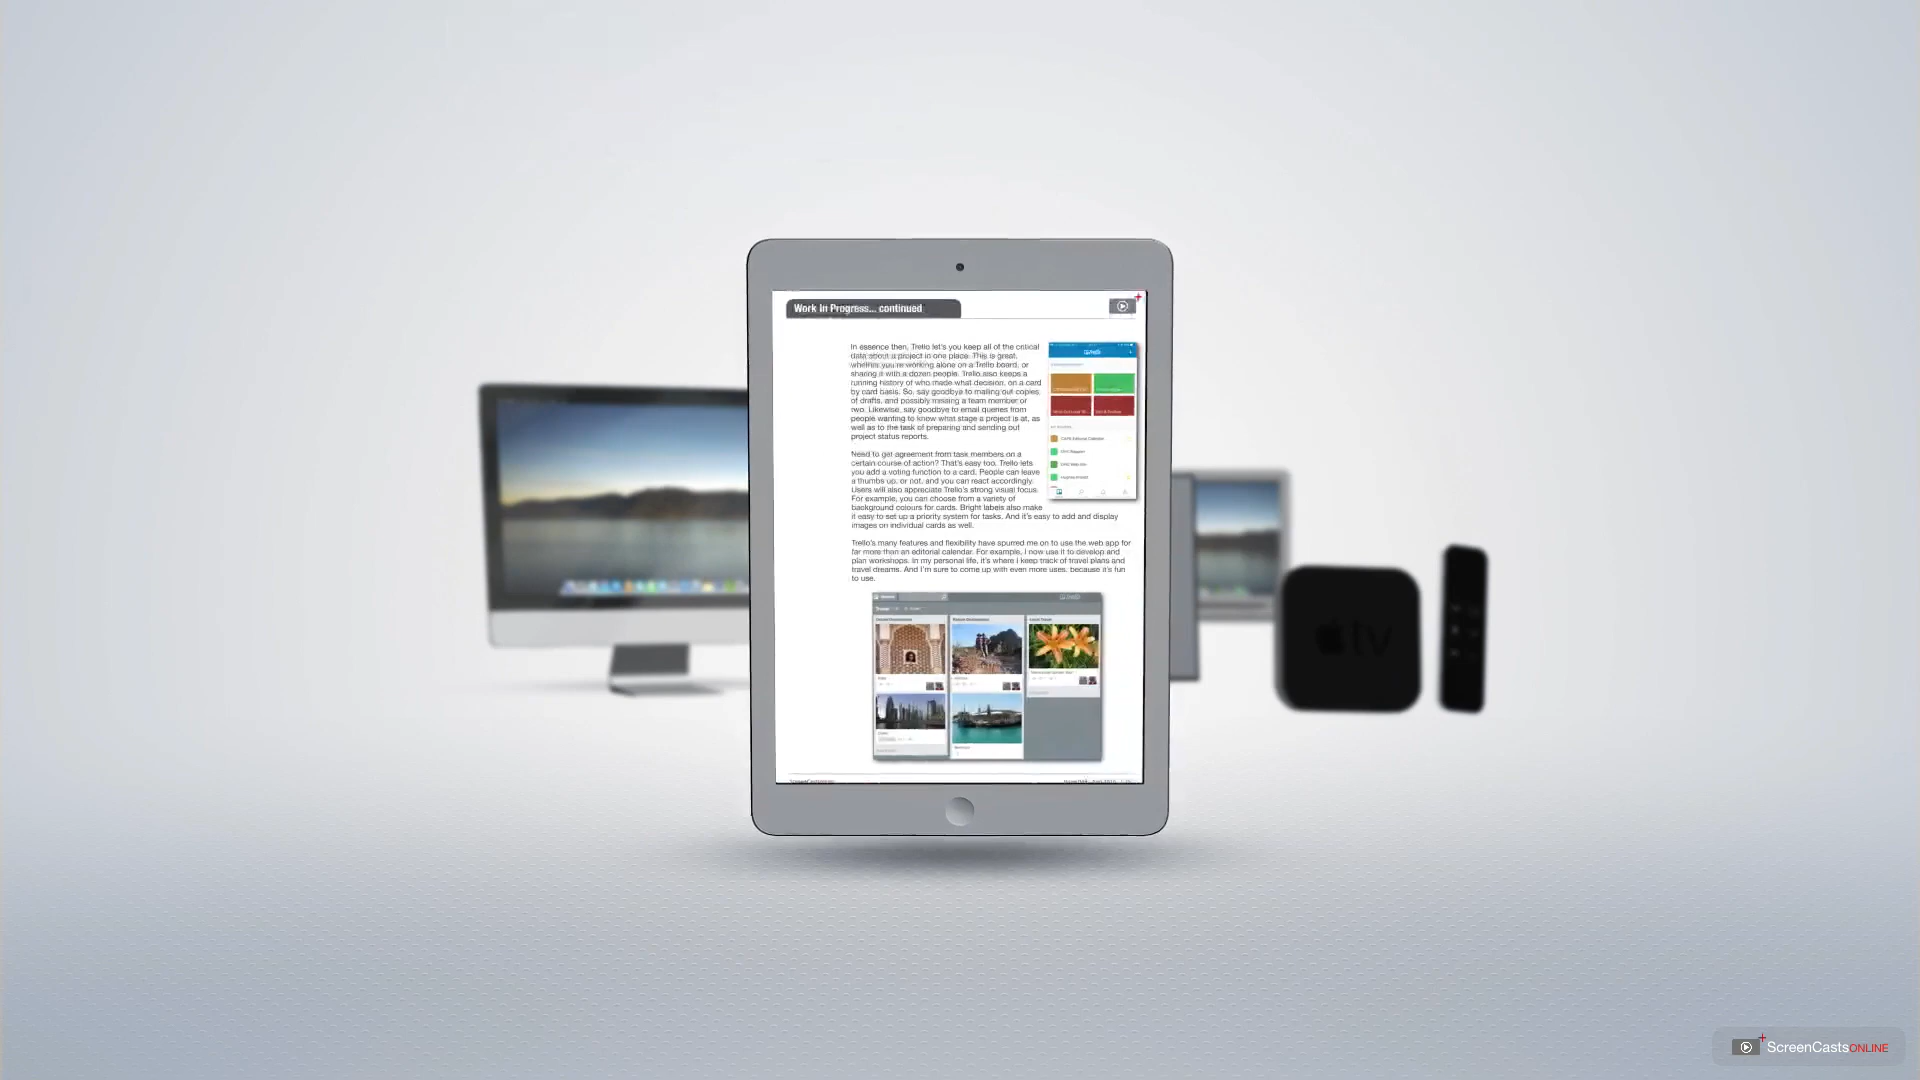 Work In Progress... continued
In essence then, Trello let's you keep all of the critical
data about a project in one place. This is great,
whether you're working alone on a Trello board, or
sharing it with a dozen people. Trello also keeps a
running history of who made what decision, on a card
by card basis. So, say goodbye to mailing out copies
of drafts, and possibly missing a team member or
two. Likewise, say goodbye to email queries from
people wanting to know what stage a project is at, as
well as to the task of preparing and sending out
project status reports.
Need to get agreement from task members on a
certain course of action? That's easy too. Trello lets
you add a voting function to a card. People can leave
a thumbs up, or not, and you can react accordingly.
Users will also appreciate Trello's strong visual focus.
For example, you can choose from a variety of
background colours for cards. Bright labels also make
it easy to set up a priority system for tasks. And it's easy to add and display
images on individual cards as well.
Trello's many features and flexibility have spurred me on to use the web app for
far more than an editorial calendar. For example, I now use it to develop and
plan workshops. In my personal life, it's where I keep track of travel plans and
travel dreams. And I'm sure to come up with even more uses, because it's fun
to use.
Trello
Travel
tv
ScreenCastsONLINE